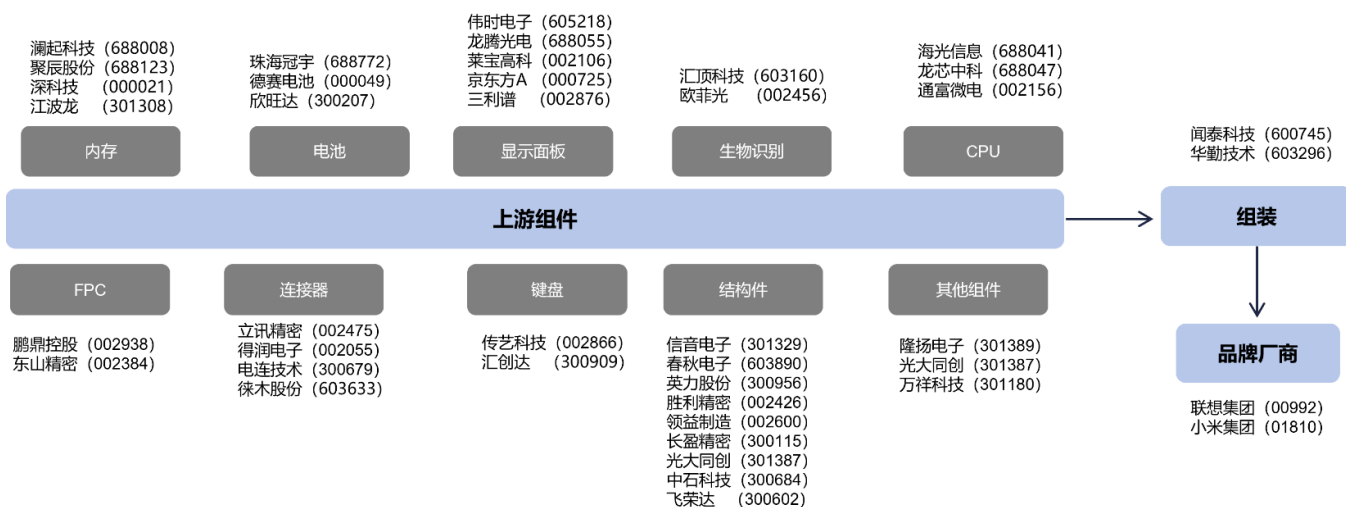 澜起科技（688008）
聚辰股份（688123）
深科技（000021）
江波龙（301308）
内存
珠海冠宇（688772）
德赛电池（000049）
欣旺达（300207）
电池
伟时电子（605218）
龙腾光电（688055）
莱宝高科（002106）
京东方A（000725）
三利谱（002876）
显示面板
汇顶科技（603160）
欧菲光（002456）
生物识别
海光信息（688041）
龙芯中科（688047）
通富微电（002156）
CPU
上游组件
闻泰科技（600745）
华勤技术（603296）
组装
FPC
鹏鼎控股（002938）
东山精密（002384）
连接器
立讯精密（002475）
得润电子（002055）
电连技术（300679）
徕木股份（603633）
键盘
传艺科技（002866）
汇创达（300909）
结构件
信音电子（301329）
春秋电子（603890）
英力股份（300956）
胜利精密（002426）
领益制造（002600）
长盈精密（300115）
光大同创（301387）
中石科技（300684）
飞荣达（300602）
其他组件
隆扬电子（301389）
光大同创（301387）
万祥科技（301180）
品牌厂商
联想集团（00992）
小米集团（01810）